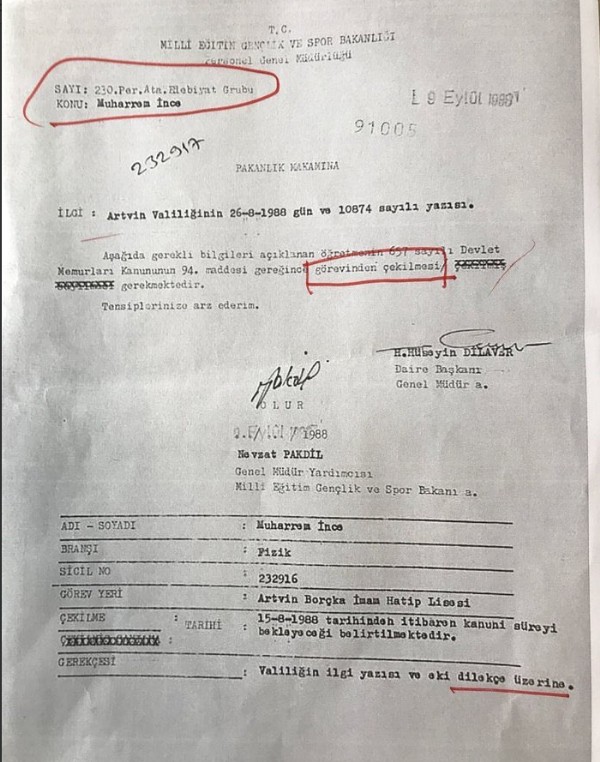 T.C.
MİLLİ EĞİTİM GENÇLİK VE SPOR BAKANLIĞI
Personel Genel Müdürlüğü
SAYI: 230.Per.Ata.Elebiyat Grubu
KONU: Muharrem İnce
9 Eylül 1988
91005
232917
BAKANLIK MAKAMINA
İLGİ : Artvin Valiliğinin 26-8-1988 gün ve 10874 sayılı yazısı.
Aşağıda gerekli bilgileri açıklanan öğretmenin 657 sayılı Devlet
Memurları Kanununun 94. maddesi gereğince görevinden çekilmesi/
gerekmektedir.
Tensiplerinize arz ederim.
H.Hüseyin DİLAVER
Daire Başkanı
Genel Müdür a.
OLUR
EYLÜL / 1988
Nevzat PAKDİL
Genel Müdür Yardımcısı
Milli Eğitim Gençlik ve Spor Bakanı a.
ADI - SOYADI : Muharrem İnce
BRANŞI : Fizik
SİCİL NO : 232916
GÖREV YERİ : Artvin Borçka İmam Hatip Lisesi
ÇEKİLME : TARİHİ : 15-8-1988 tarihinden itibaren kanuni süreyi
: bekleyeceği belirtilmektedir.
GEREKÇESİ : Valiliğin ilgi yazısı ve eki dilekçe üzerine.